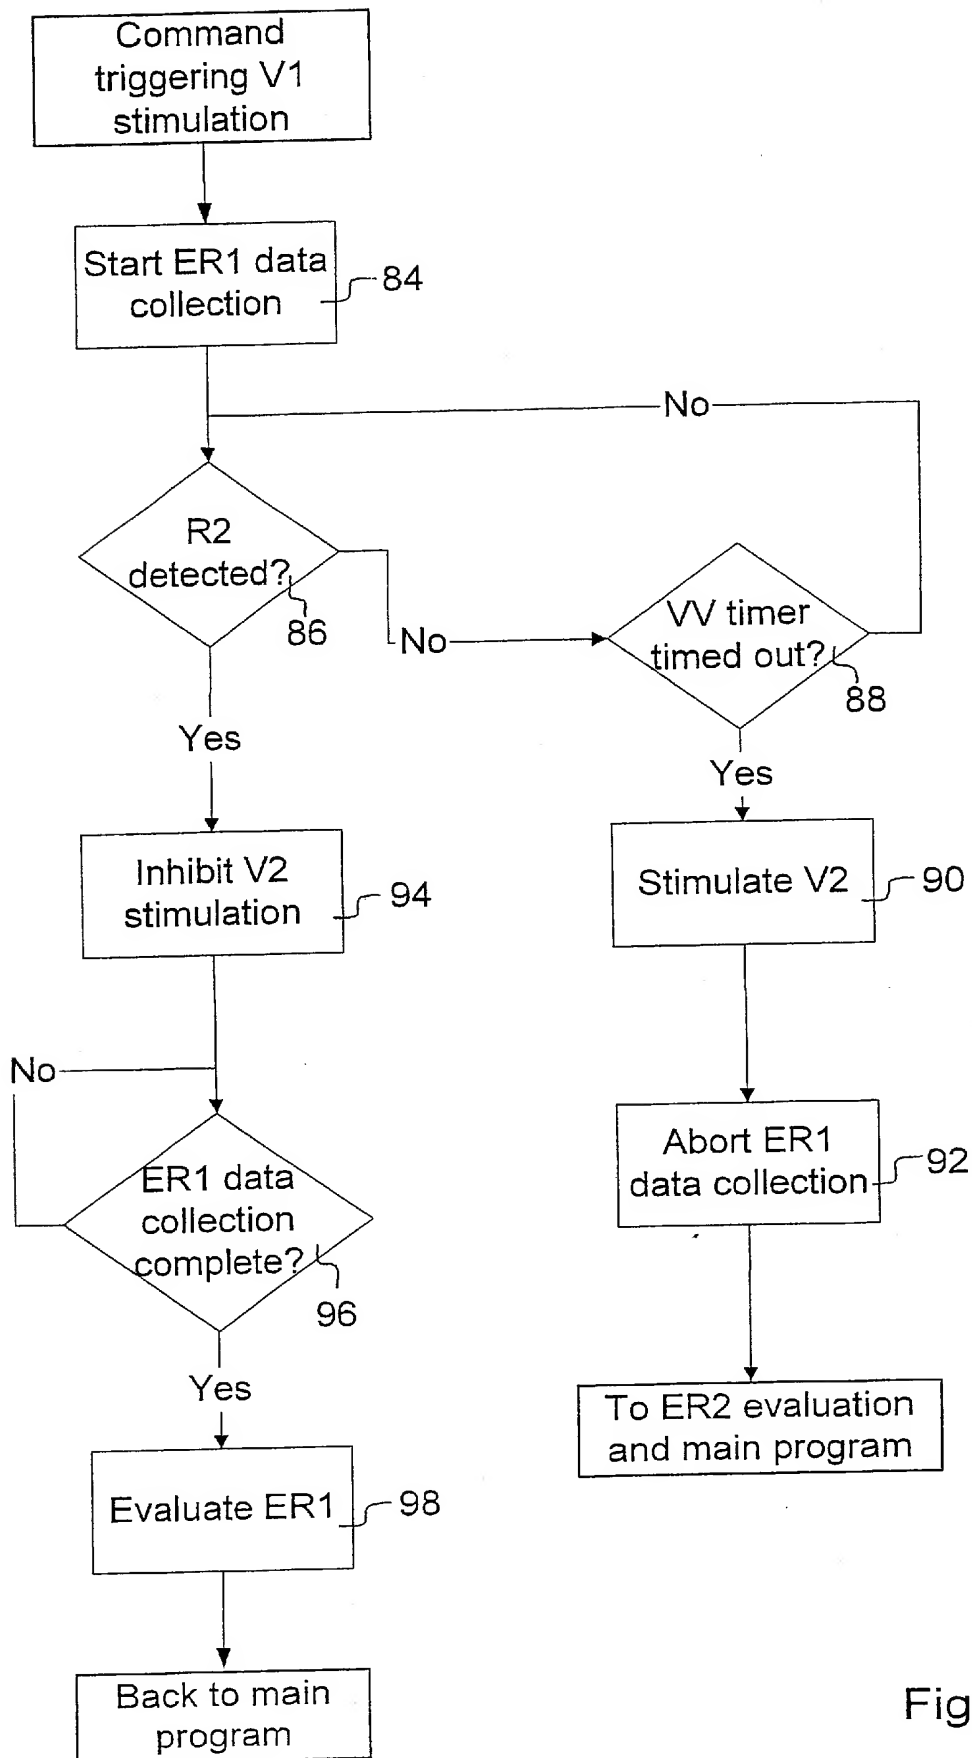 Command
triggering V1
stimulation
Start ER1 data
collection
84
No
R2
detected?
86
No
VV timer
timed out?
88
Yes
Yes
Inhibit V2
stimulation
94
Stimulate V2
90
No
ER1 data
collection
complete?
96
Abort ER1
data collection
92
Yes
To ER2 evaluation
and main program
Evaluate ER1
98
Back to main
program
Fig